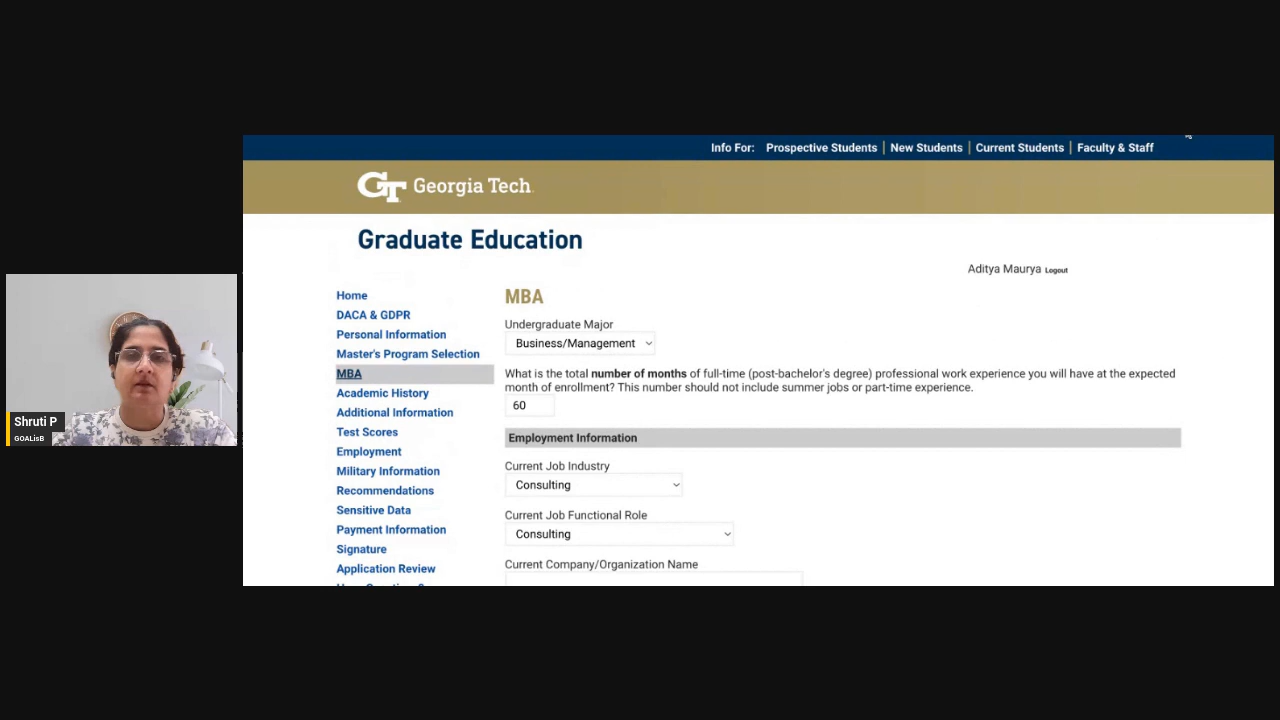 Info For: Prospective Students | New Students | Current Students | Faculty & Staff
GT Georgia Tech
Graduate Education
Aditya Maurya Logout
Home
DACA & GDPR
Personal Information
Master's Program Selection
MBA
Academic History
Additional Information
Test Scores
Employment
Military Information
Recommendations
Sensitive Data
Payment Information
Signature
Application Review
MBA
Undergraduate Major
Business/Management
What is the total number of months of full-time (post-bachelor's degree) professional work experience you will have at the expected
month of enrollment? This number should not include summer jobs or part-time experience.
60
Employment Information
Current Job Industry
Consulting
Current Job Functional Role
Consulting
Current Company/Organization Name
Shruti P
GOALisB